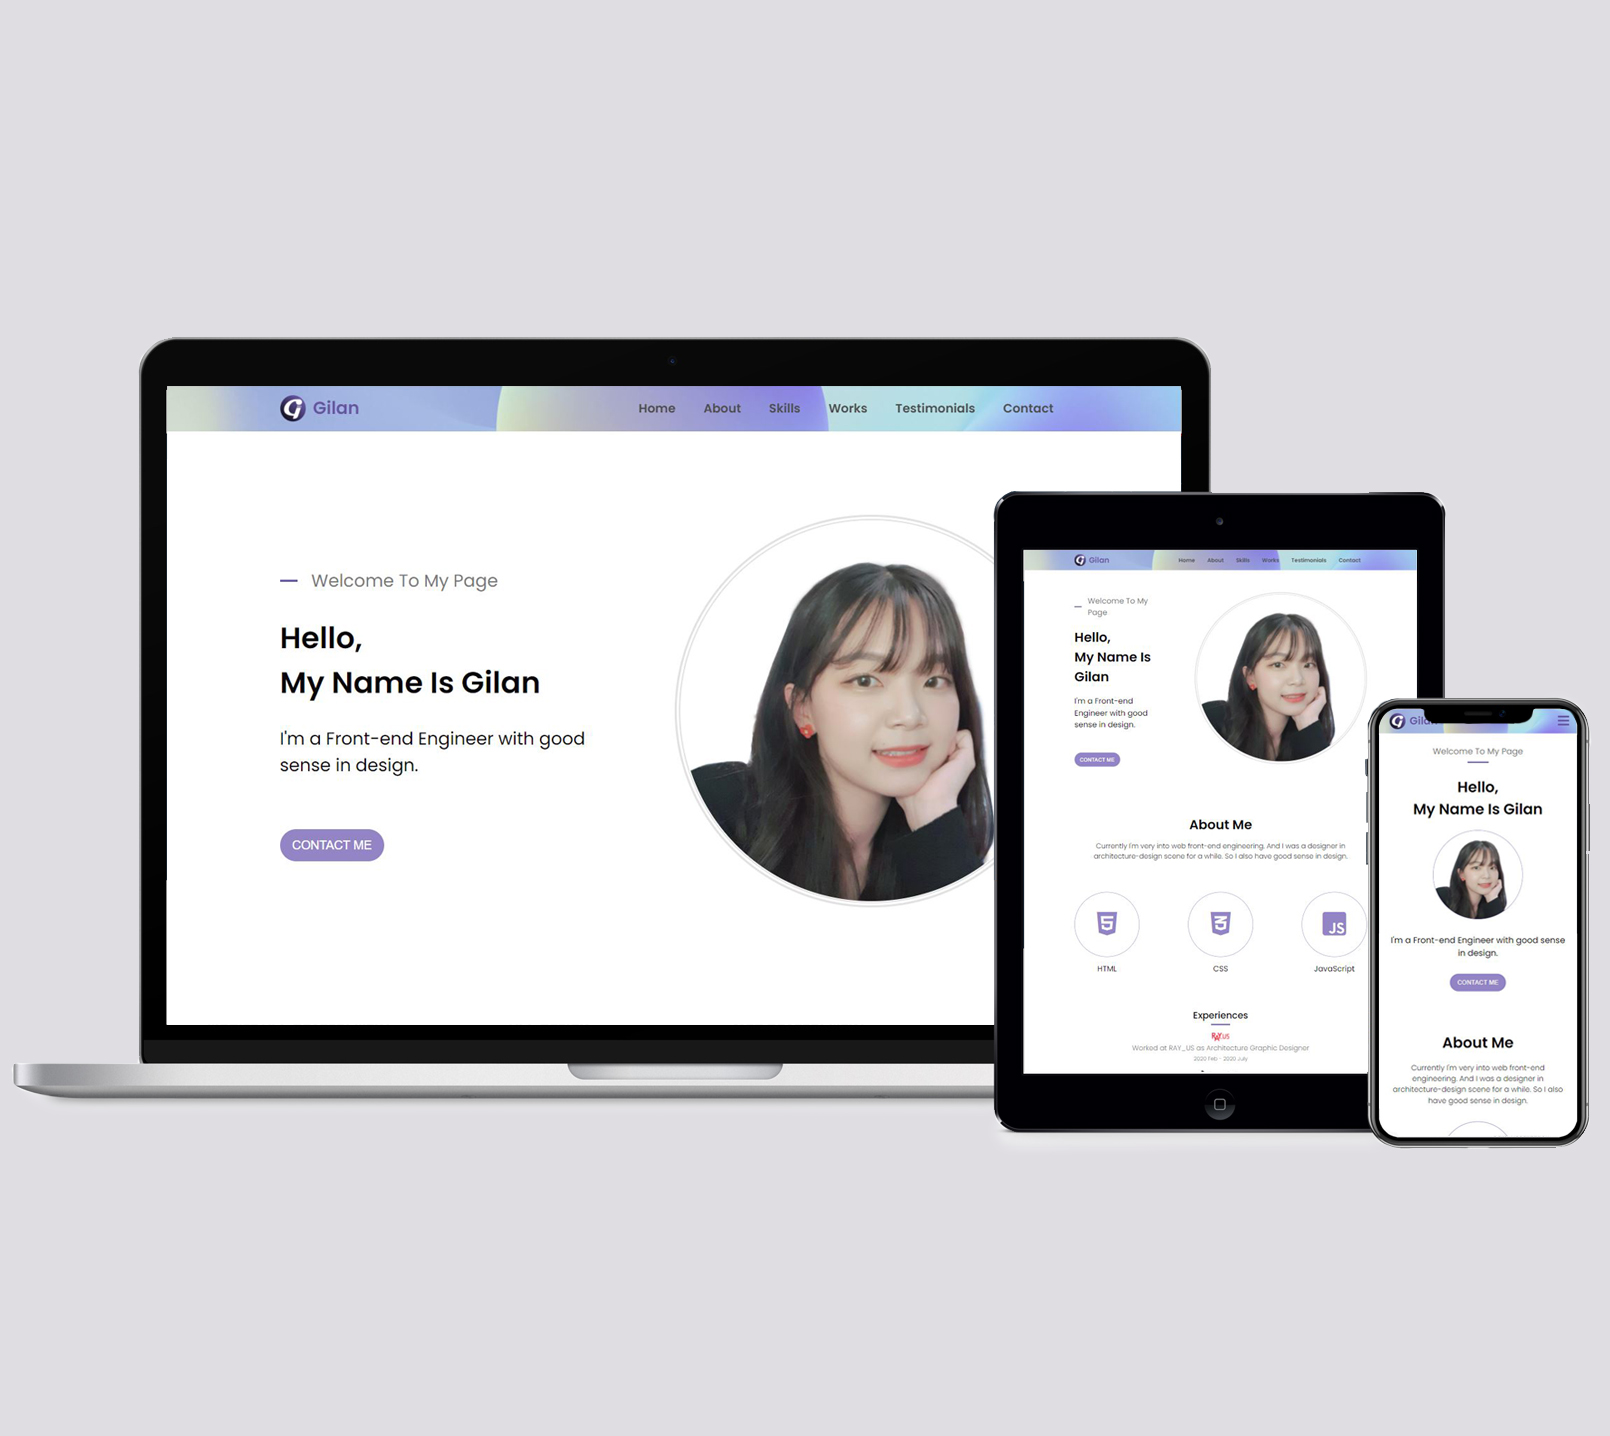 Gilan
Home About Skills Works Testimonials Contact
Welcome To My Page
Hello,
My Name Is Gilan
I'm a Front-end Engineer with good
sense in design.
CONTACT ME
Gilan
Home About Skills Works Testimonials Contact
Welcome To My
Page
Hello,
My Name Is
Gilan
I'm a Front-end
Engineer with good
sense in design.
CONTACT ME
About Me
Currently I'm very into web front-end engineering. And I was a designer in
architecture-design scene for a while. So I also have good sense in design.
JS
HTML CSS JavaScript
Experiences
RAY US
Worked at RAY_US as Architecture Graphic Designer
2020 Feb - 2020 July
Gilan
Welcome To My Page
Hello,
My Name Is Gilan
I'm a Front-end Engineer with good sense
in design.
CONTACT ME
About Me
Currently I'm very into web front-end
engineering. And I was a designer in
architecture-design scene for a while. So I also
have good sense in design.